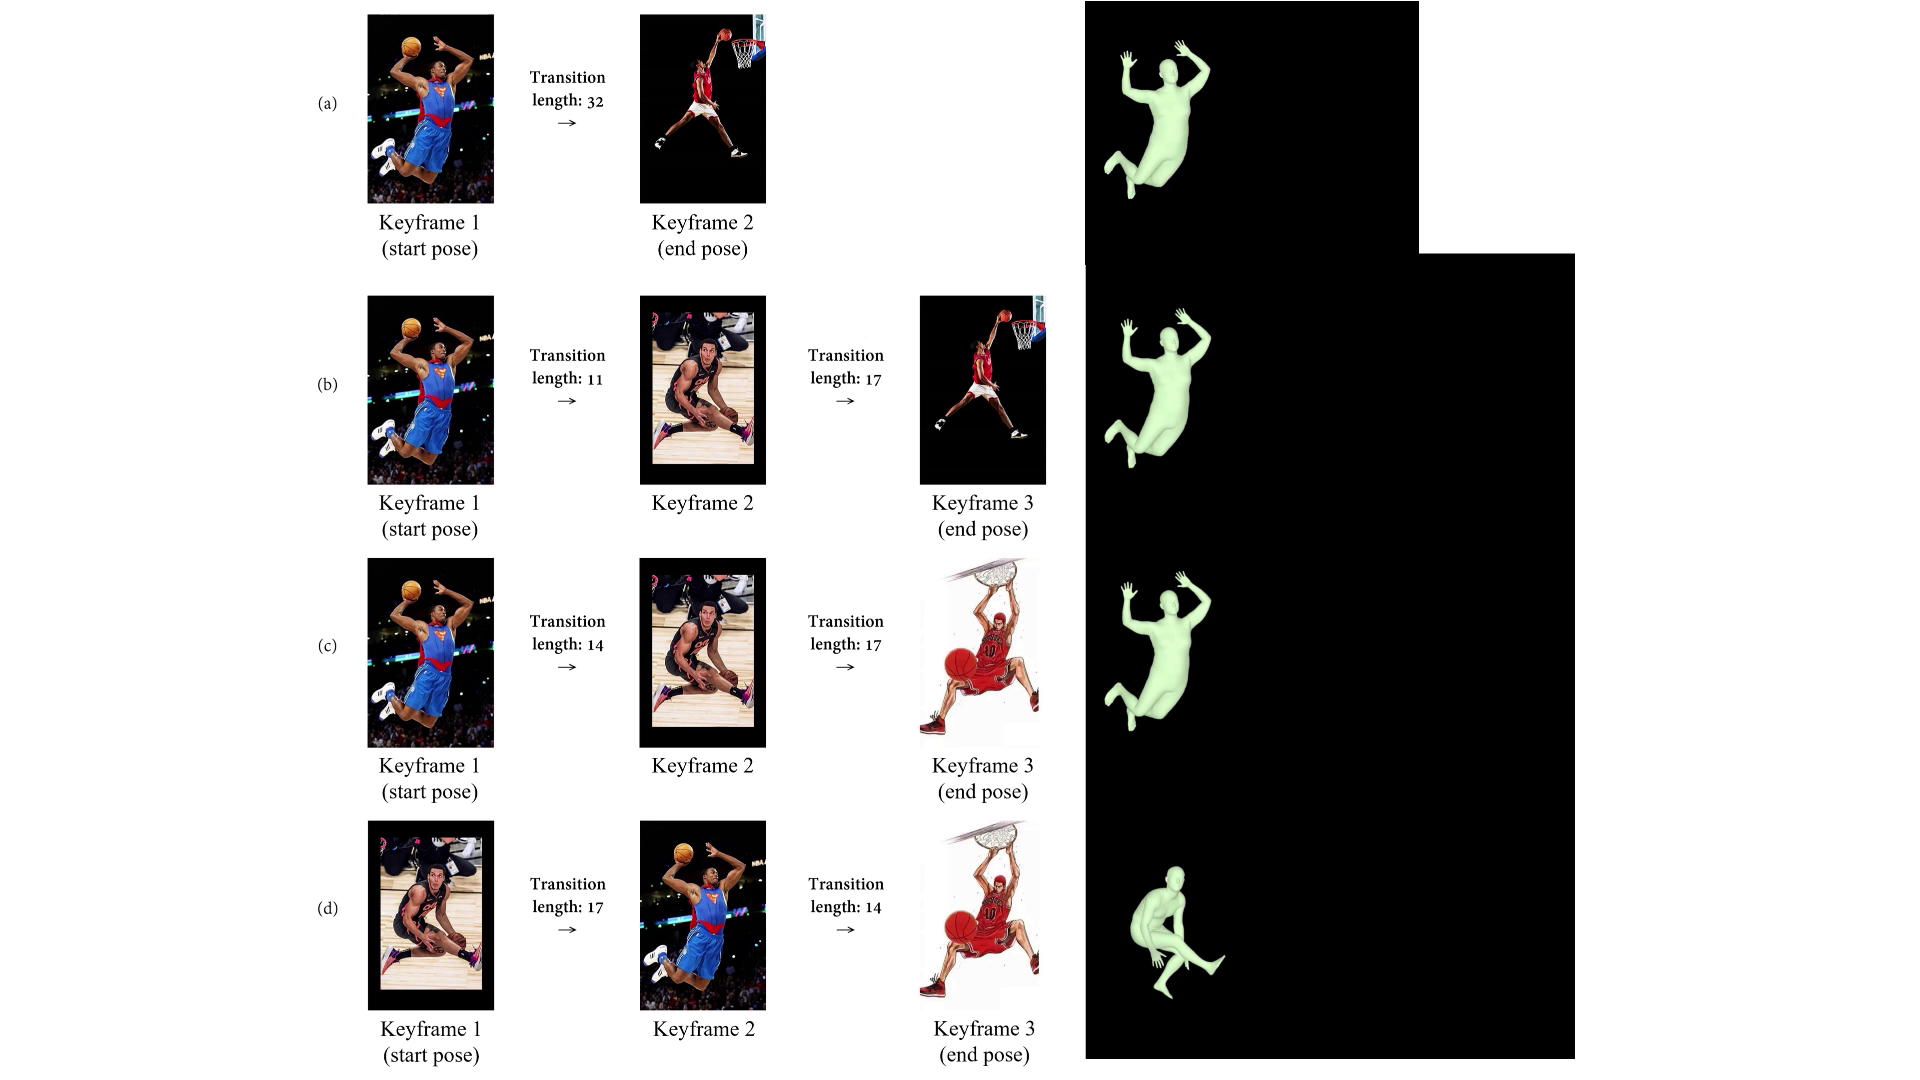 (a)
Transition
length: 32
→
Keyframe 1
(start pose)
Keyframe 2
(end pose)
(b)
Transition
length: 11
→
Transition
length: 17
→
Keyframe 1
(start pose)
Keyframe 2
Keyframe 3
(end pose)
(c)
Transition
length: 14
→
Transition
length: 17
→
Keyframe 1
(start pose)
Keyframe 2
Keyframe 3
(end pose)
(d)
Transition
length: 17
→
Transition
length: 14
→
Keyframe 1
(start pose)
Keyframe 2
Keyframe 3
(end pose)